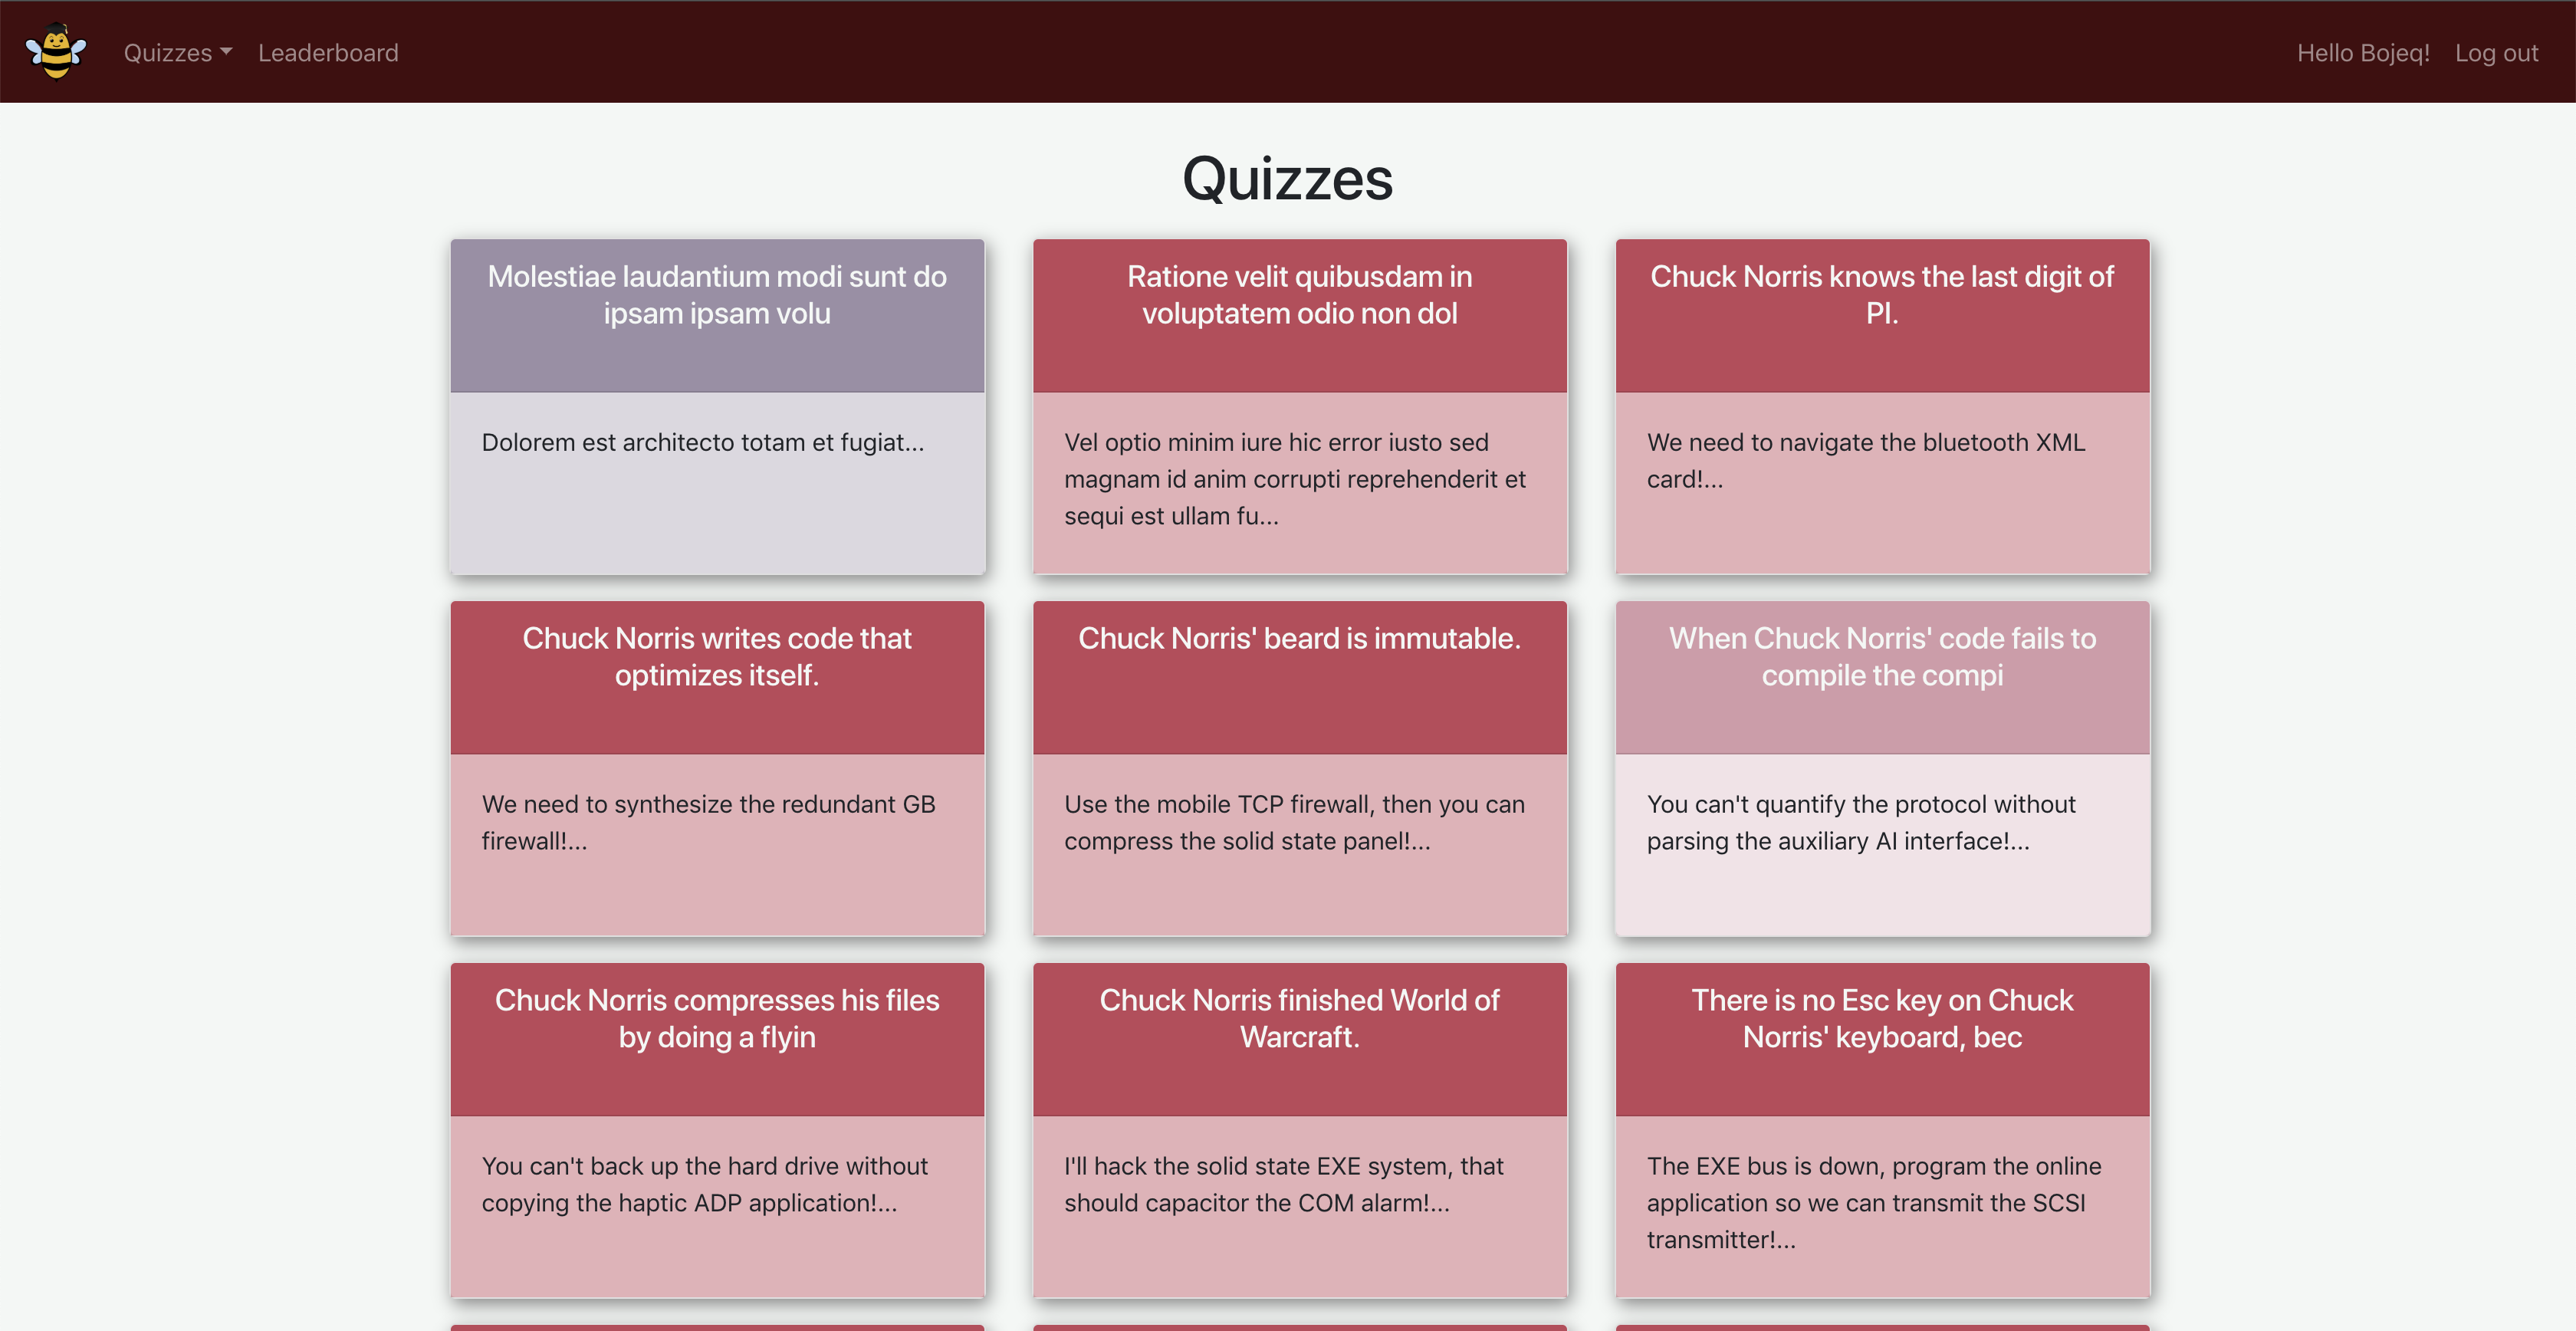 Quizzes Leaderboard Hello Bojeq! Log out
Quizzes
Molestiae laudantium modi sunt do
ipsam ipsam volu
Dolorem est architecto totam et fugiat...
Ratione velit quibusdam in
voluptatem odio non dol
Vel optio minim iure hic error iusto sed
magnam id anim corrupti reprehenderit et
sequi est ullam fu...
Chuck Norris knows the last digit of
PI.
We need to navigate the bluetooth XML
card!...
Chuck Norris writes code that
optimizes itself.
We need to synthesize the redundant GB
firewall!...
Chuck Norris' beard is immutable.
Use the mobile TCP firewall, then you can
compress the solid state panel!...
When Chuck Norris' code fails to
compile the compi
You can't quantify the protocol without
parsing the auxiliary AI interface!...
Chuck Norris compresses his files
by doing a flyin
You can't back up the hard drive without
copying the haptic ADP application!...
Chuck Norris finished World of
Warcraft.
I'll hack the solid state EXE system, that
should capacitor the COM alarm!...
There is no Esc key on Chuck
Norris' keyboard, bec
The EXE bus is down, program the online
application so we can transmit the SCSI
transmitter!...